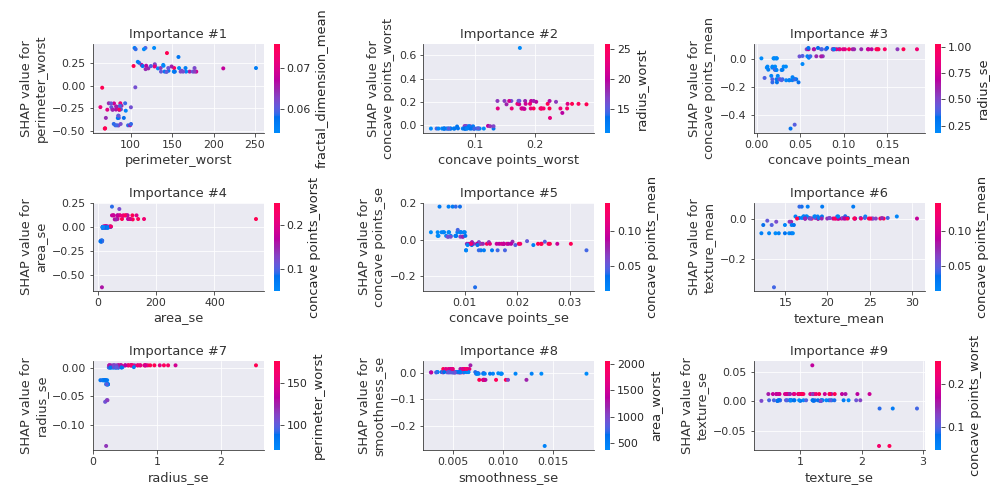 Importance #1
SHAP value for
perimeter_worst
0.25
0.00
−0.25
−0.50
100
150
200
250
perimeter_worst
0.07
0.06
fractal_dimension_mean
Importance #2
SHAP value for
concave points_worst
0.6
0.4
0.2
0.0
0.1
0.2
concave points_worst
25
20
15
radius_worst
Importance #3
SHAP value for
concave points_mean
0.0
−0.2
−0.4
0.00
0.05
0.10
0.15
concave points_mean
1.00
0.75
0.50
0.25
radius_se
Importance #4
SHAP value for
area_se
0.25
0.00
−0.25
−0.50
0
200
400
area_se
0.2
0.1
concave points_worst
Importance #5
SHAP value for
concave points_se
0.2
0.0
−0.2
0.01
0.02
0.03
concave points_se
0.10
0.05
concave points_mean
Importance #6
SHAP value for
texture_mean
0.0
−0.2
15
20
25
30
texture_mean
0.10
0.05
concave points_mean
Importance #7
SHAP value for
radius_se
0.00
−0.05
−0.10
0
1
2
radius_se
150
100
perimeter_worst
Importance #8
SHAP value for
smoothness_se
0.0
−0.1
−0.2
−0.3
0.005
0.010
0.015
smoothness_se
2000
1500
1000
500
area_worst
Importance #9
SHAP value for
texture_se
0.05
0.00
−0.05
1
2
3
texture_se
0.2
0.1
concave points_worst